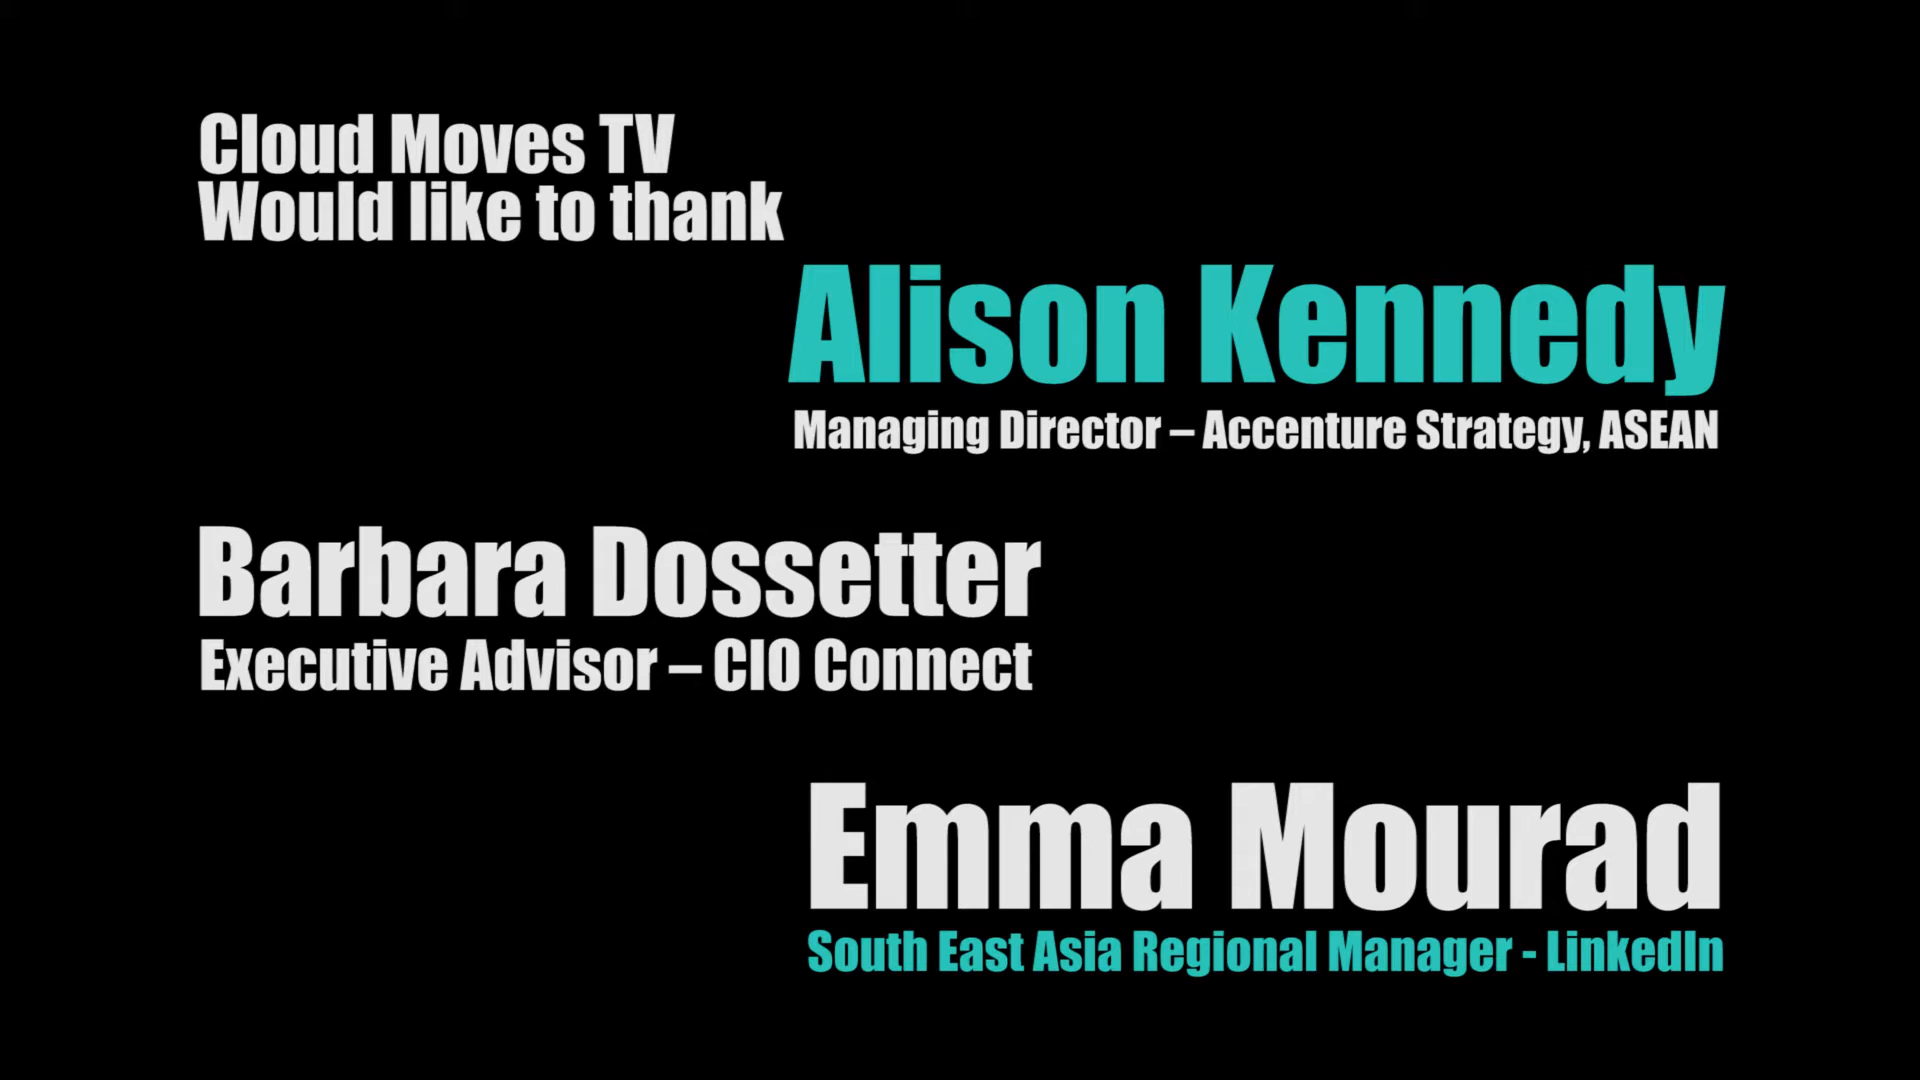 Cloud Moves TV
Would like to thank
Alison Kennedy
Managing Director – Accenture Strategy, ASEAN
Barbara Dossetter
Executive Advisor – CIO Connect
Emma Mourad
South East Asia Regional Manager - LinkedIn